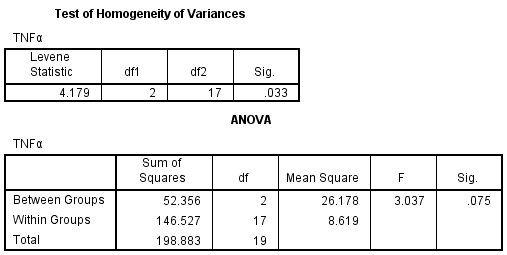 Test of Homogeneity of Variances
TNFα
Levene
Statistic df1 df2 Sig.
4.179 2 17 .033
ANOVA
TNFα
Sum of
Squares df Mean Square F Sig.
Between Groups 52.356 2 26.178 3.037 .075
Within Groups 146.527 17 8.619
Total 198.883 19